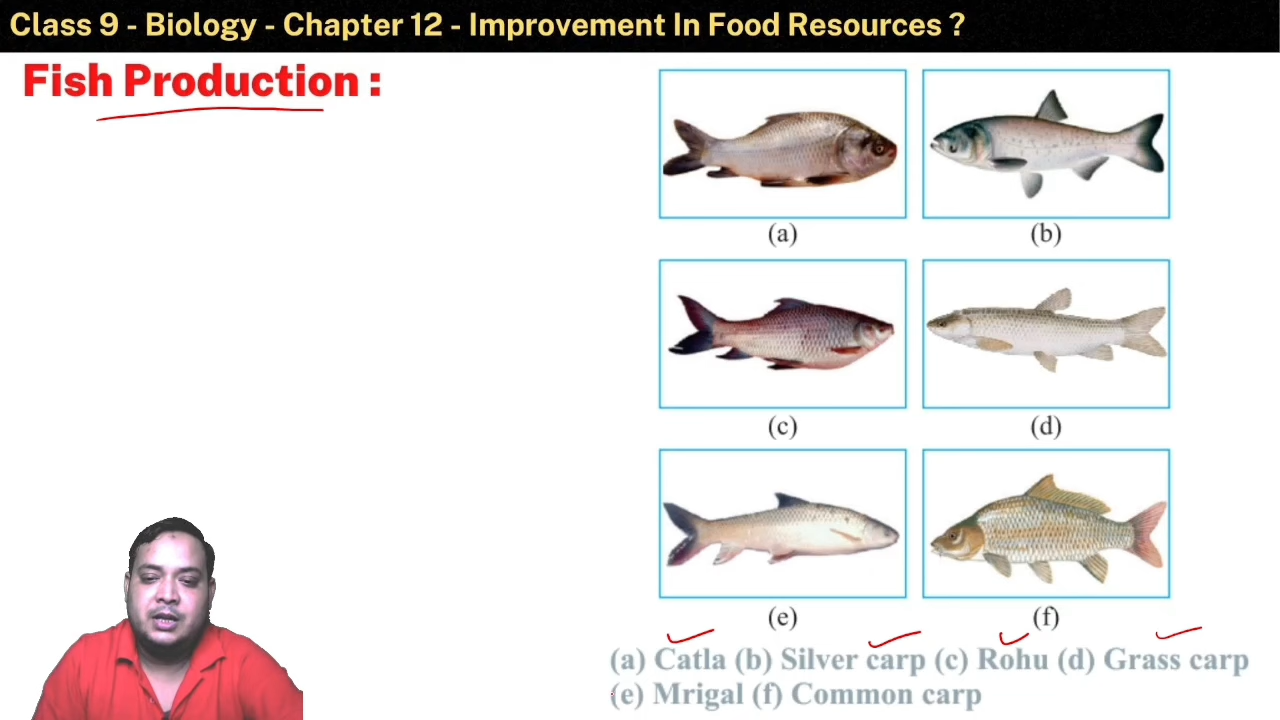 Class 9 - Biology - Chapter 12 - Improvement In Food Resources ?
Fish Production :
(a) (b)
(c) (d)
(e) (f)
(a) Catla (b) Silver carp (c) Rohu (d) Grass carp
(e) Mrigal (f) Common carp